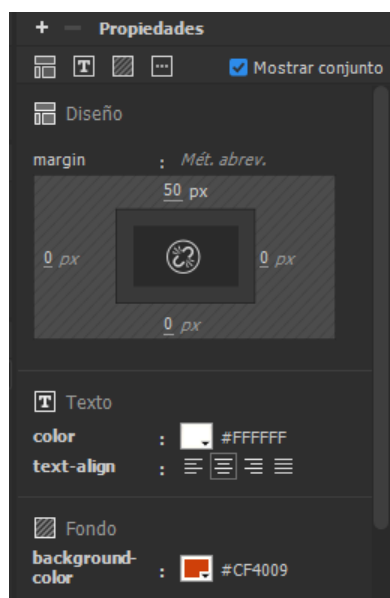 + − Propiedades
T Mostrar conjunto
Diseño
margin : Mét. abrev.
50 px
0 px 0 px
0 px
T Texto
color : #FFFFFF
text-align :
Fondo
background-
color : #CF4009